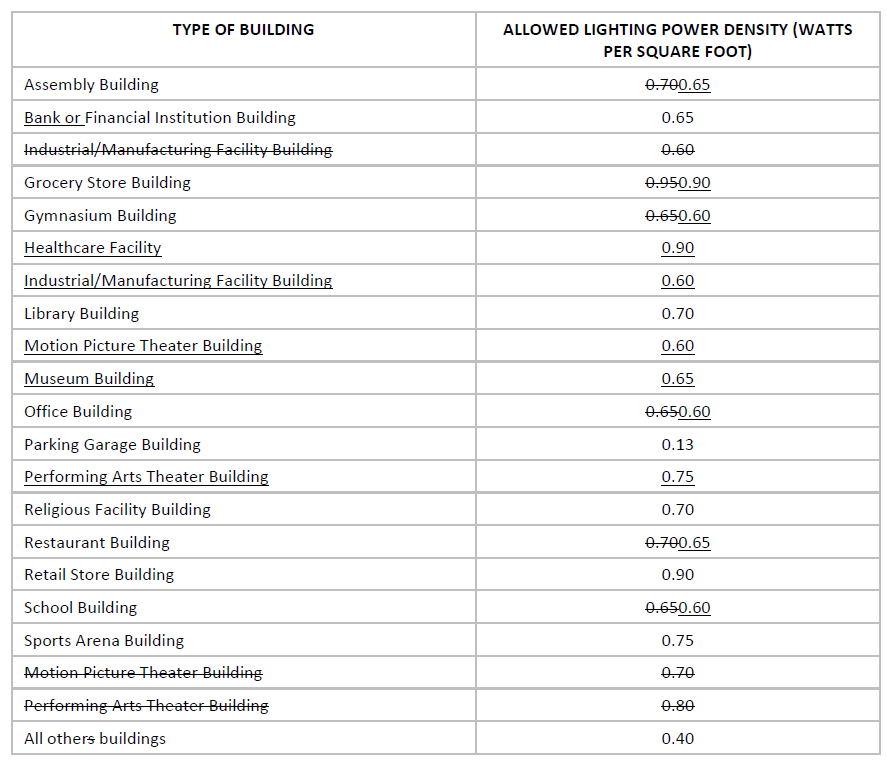 TYPE OF BUILDING
ALLOWED LIGHTING POWER DENSITY (WATTS
PER SQUARE FOOT)
Assembly Building 0.700.65
Bank or Financial Institution Building 0.65
Industrial/Manufacturing Facility Building 0.60
Grocery Store Building 0.950.90
Gymnasium Building 0.650.60
Healthcare Facility 0.90
Industrial/Manufacturing Facility Building 0.60
Library Building 0.70
Motion Picture Theater Building 0.60
Museum Building 0.65
Office Building 0.650.60
Parking Garage Building 0.13
Performing Arts Theater Building 0.75
Religious Facility Building 0.70
Restaurant Building 0.700.65
Retail Store Building 0.90
School Building 0.650.60
Sports Arena Building 0.75
Motion Picture Theater Building 0.70
Performing Arts Theater Building 0.80
All others buildings 0.40